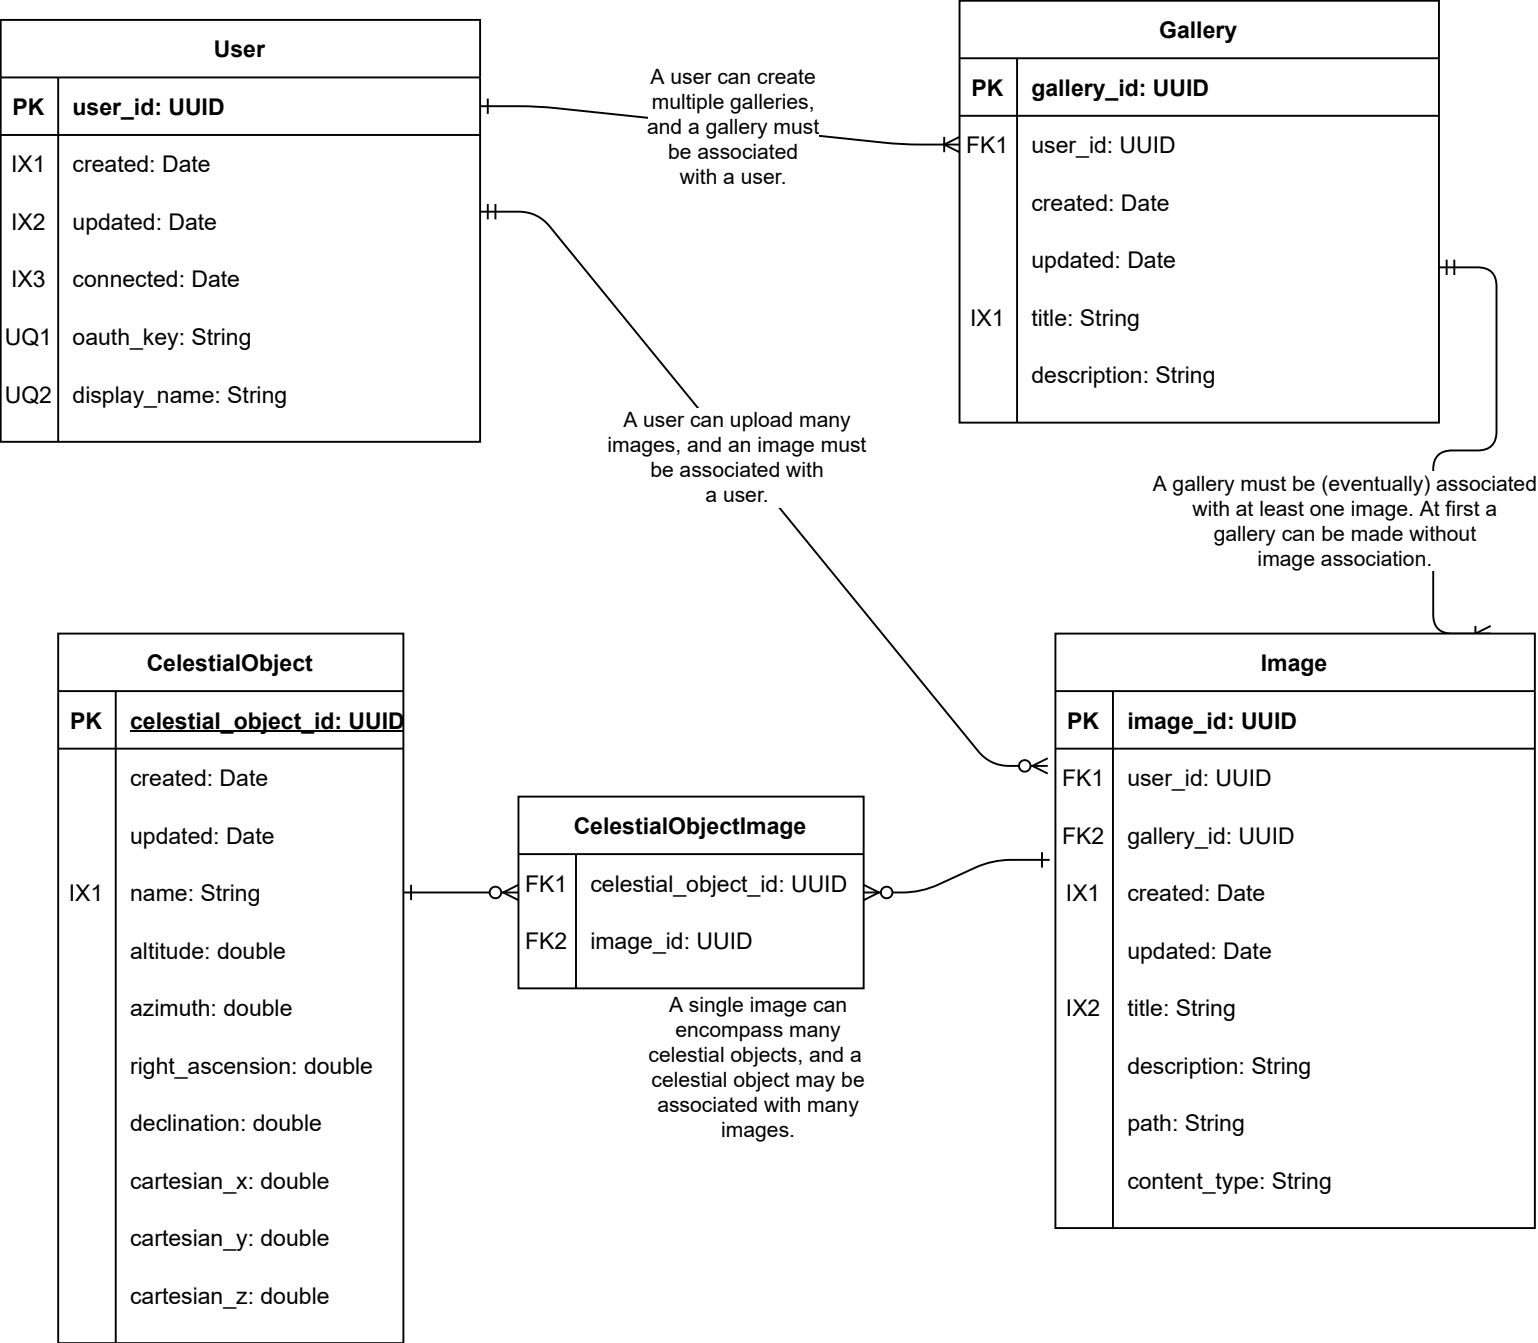 User
PK user_id: UUID
IX1 created: Date
IX2 updated: Date
IX3 connected: Date
UQ1 oauth_key: String
UQ2 display_name: String
A user can create
multiple galleries,
and a gallery must
be associated
with a user.
Gallery
PK gallery_id: UUID
FK1 user_id: UUID
created: Date
updated: Date
IX1 title: String
description: String
A user can upload many
images, and an image must
be associated with
a user.
A gallery must be (eventually) associated
with at least one image. At first a
gallery can be made without
image association.
CelestialObject
PK celestial_object_id: UUID
created: Date
updated: Date
IX1 name: String
altitude: double
azimuth: double
right_ascension: double
declination: double
cartesian_x: double
cartesian_y: double
cartesian_z: double
CelestialObjectImage
FK1 celestial_object_id: UUID
FK2 image_id: UUID
A single image can
encompass many
celestial objects, and a
celestial object may be
associated with many
images.
Image
PK image_id: UUID
FK1 user_id: UUID
FK2 gallery_id: UUID
IX1 created: Date
updated: Date
IX2 title: String
description: String
path: String
content_type: String